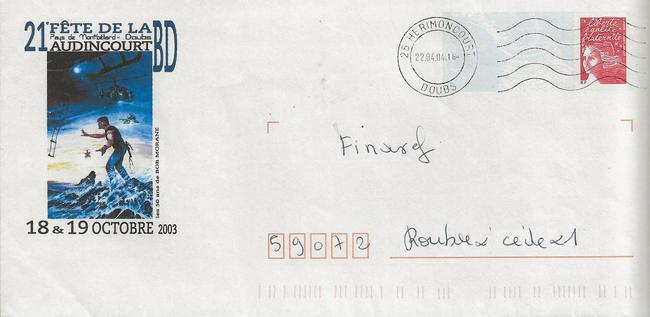 21e FÊTE DE LA BD
Pays de Montbéliard - Doubs
AUDINCOURT
les 50 ans de BOB MORANE
18 & 19 OCTOBRE 2003
25 HERIMONCOURT
22.04.04.16H
DOUBS
liberté
égalité
fraternité
Finaref
59072
Roubaix cedex 1